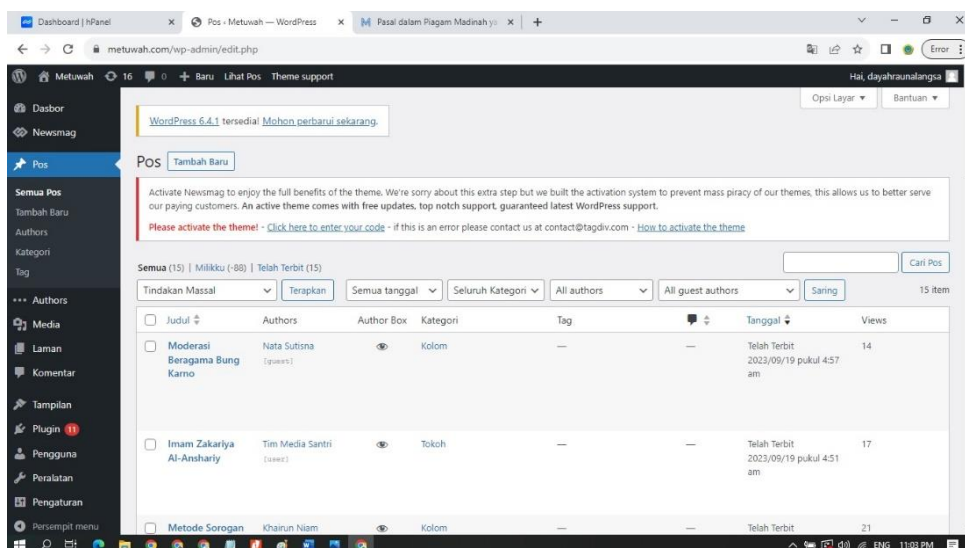 Dashboard | hPanel
Pos ‹ Metuwah — WordPress
Pasal dalam Piagam Madinah ya
metuwah.com/wp-admin/edit.php
Error
Metuwah 16 0 Baru Lihat Pos Theme support
Hai, dayahraunalangsa
Opsi Layar
Bantuan
Dasbor
Newsmag
Pos
Semua Pos
Tambah Baru
Authors
Kategori
Tag
Authors
Media
Laman
Komentar
Tampilan
Plugin 11
Pengguna
Peralatan
Pengaturan
Persempit menu
WordPress 6.4.1 tersedia! Mohon perbarui sekarang.
Pos Tambah Baru
Activate Newsmag to enjoy the full benefits of the theme. We're sorry about this extra step but we built the activation system to prevent mass piracy of our themes, this allows us to better serve
our paying customers. An active theme comes with free updates, top notch support, guaranteed latest WordPress support.
Please activate the theme! - Click here to enter your code - if this is an error please contact us at contact@tagdiv.com - How to activate the theme
Semua (15) | Milikku (-88) | Telah Terbit (15)
Cari Pos
Tindakan Massal Terapkan Semua tanggal Seluruh Kategori All authors All guest authors Saring 15 item
Judul Authors Author Box Kategori Tag Tanggal Views
Moderasi Beragama Bung Karno
Nata Sutisna
[guest]
Kolom
—
—
Telah Terbit
2023/09/19 pukul 4:57
am
14
Imam Zakariya Al-Anshariy
Tim Media Santri
[user]
Tokoh
—
—
Telah Terbit
2023/09/19 pukul 4:51
am
17
Metode Sorogan
Khairun Niam
Kolom
—
—
Telah Terbit
21
ENG 11:03 PM